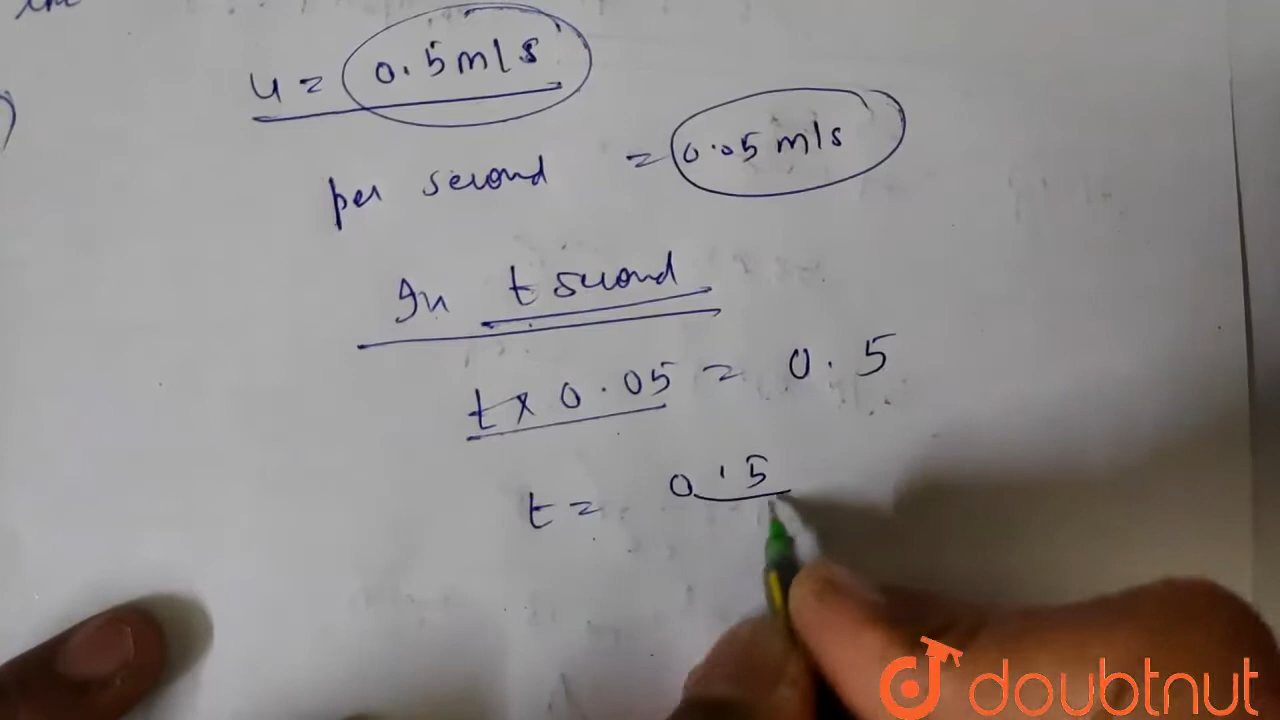 u = 0.5 m/s
per second = 0.05 m/s
In t second
t x 0.05 = 0.5
t = 0.5
doubtnut